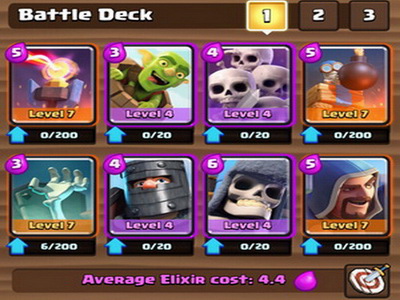 Battle Deck 1 2 3
5 3 5 5
Level 7 Level 4 Level 4 Level 7
0/200 0/20 0/20 0/200
3 4 6 5
Level 7 Level 4 Level 4 Level 7
6/200 0/20 0/20 0/200
Average Elixir cost: 4.4